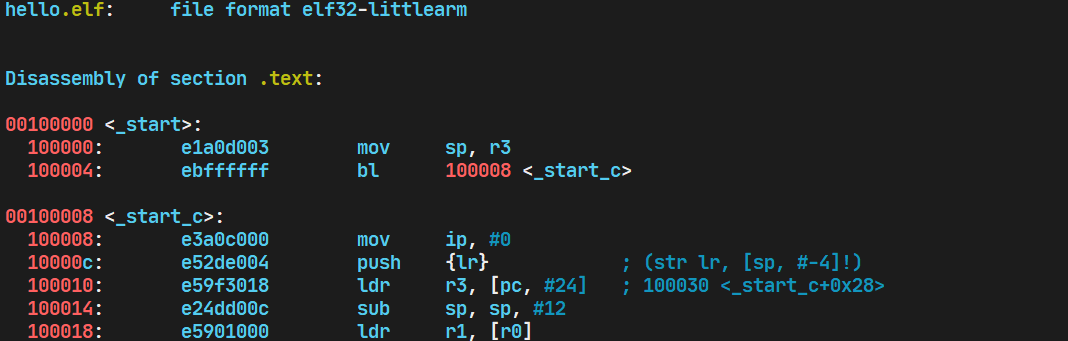 hello.elf:     file format elf32-littlearm
Disassembly of section .text:
00100000 <_start>:
  100000:       e1a0d003        mov     sp, r3
  100004:       ebffffff        bl      100008 <_start_c>
00100008 <_start_c>:
  100008:       e3a0c000        mov     ip, #0
  10000c:       e52de004        push    {lr}            ; (str lr, [sp, #-4]!)
  100010:       e59f3018        ldr     r3, [pc, #24]   ; 100030 <_start_c+0x28>
  100014:       e24dd00c        sub     sp, sp, #12
  100018:       e5901000        ldr     r1, [r0]